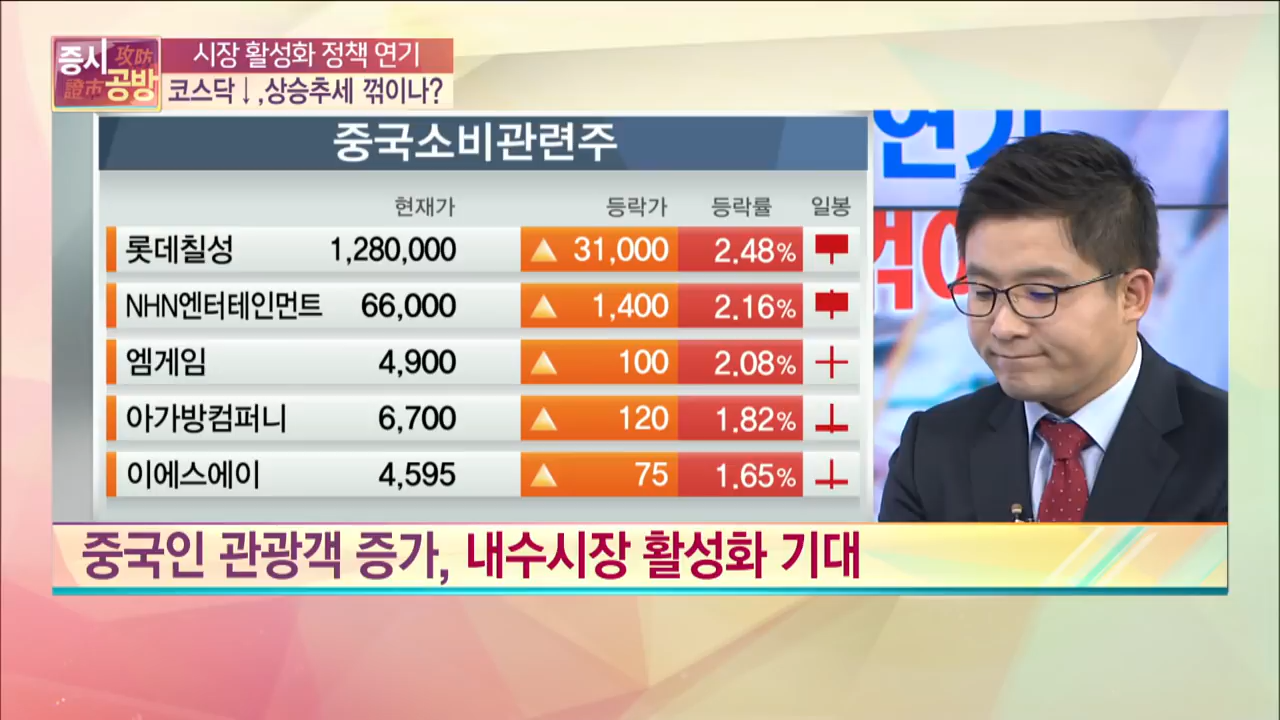 증시 攻防
證市 공방
시장 활성화 정책 연기
코스닥↓,상승추세 꺾이나?
중국소비관련주
현재가 등락가 등락률 일봉
롯데칠성 1,280,000 ▲ 31,000 2.48%
NHN엔터테인먼트 66,000 ▲ 1,400 2.16%
엠게임 4,900 ▲ 100 2.08%
아가방컴퍼니 6,700 ▲ 120 1.82%
이에스에이 4,595 ▲ 75 1.65%
연기
꺾이
중국인 관광객 증가, 내수시장 활성화 기대